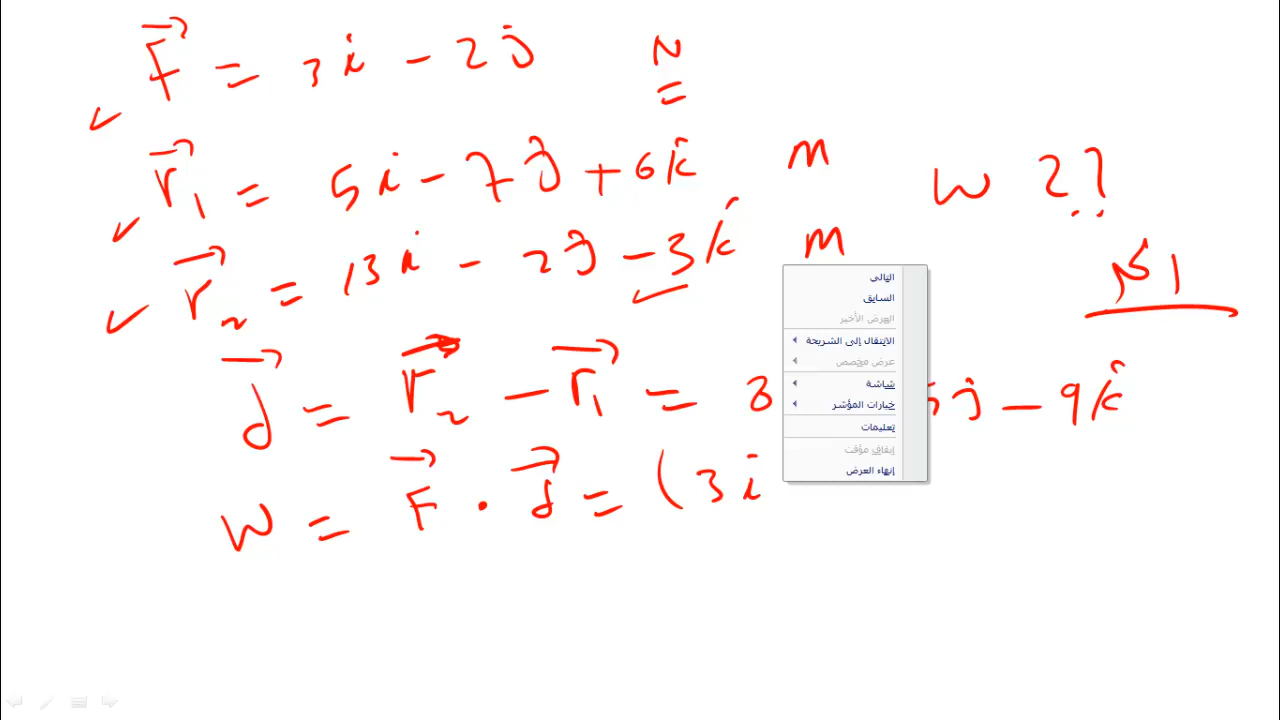 F = 3i - 2j N
r1 = 5i - 7j + 6k m
W ??
r2 = 13i - 2j - 3k m
d = r2 - r1 = 8 5j - 9k
W = F . d = (3i
التالي
السابق
العرض الأخير
الانتقال إلى الشريحة
عرض مخصص
شاشة
خيارات المؤشر
تعليمات
إيقاف مؤقت
إنهاء العرض